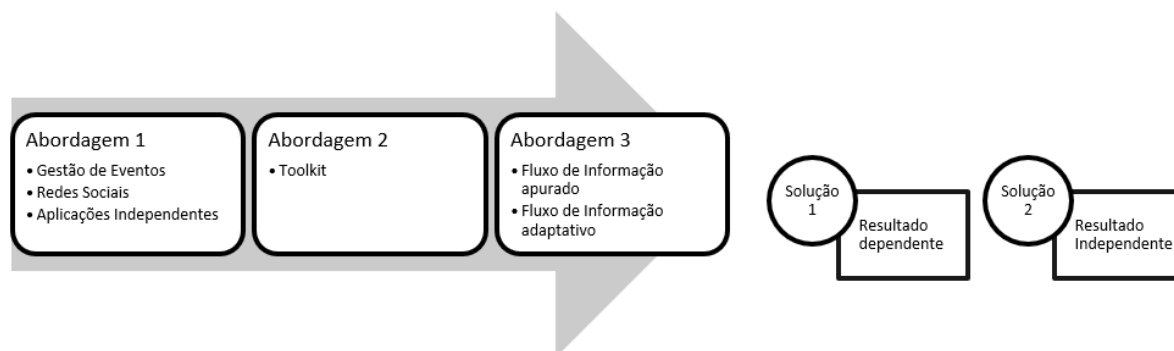 Abordagem 1
• Gestão de Eventos
• Redes Sociais
• Aplicações Independentes
Abordagem 2
• Toolkit
Abordagem 3
• Fluxo de Informação
apurado
• Fluxo de Informação
adaptativo
Solução
1
Resultado
dependente
Solução
2
Resultado
Independente